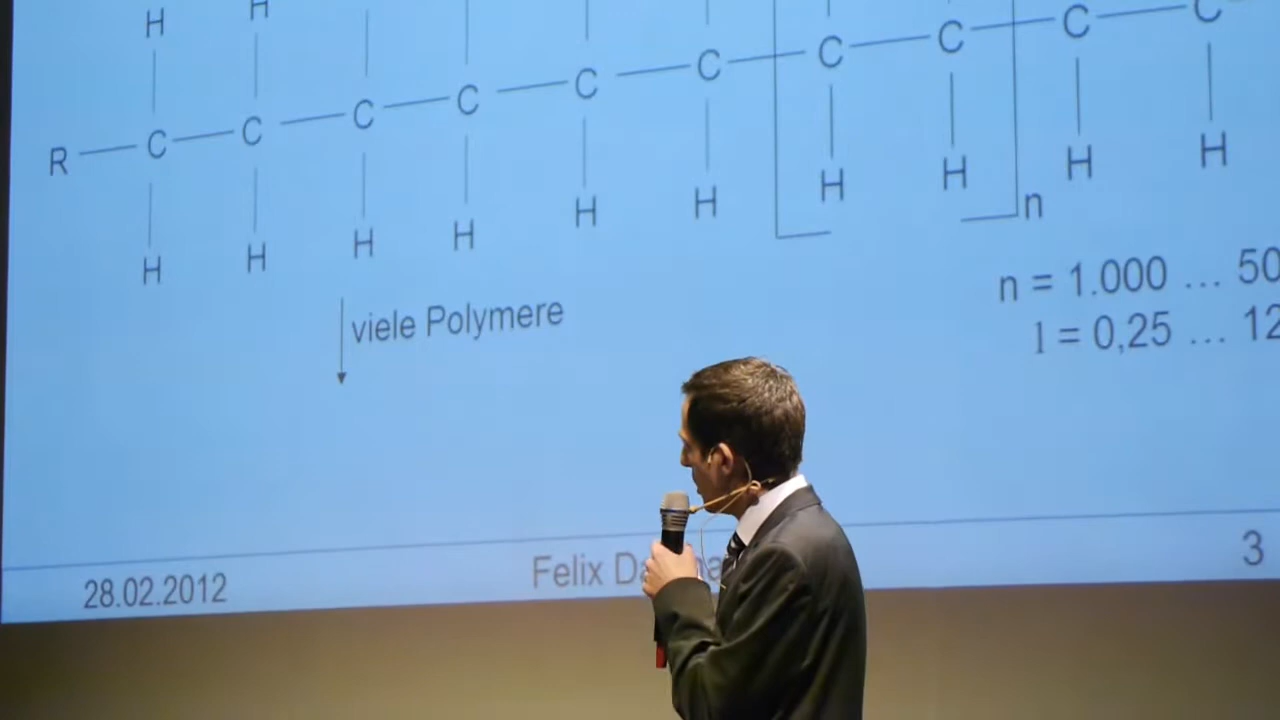 H H
R C C C C C C C C C C
H H H H H H H H H H
n
viele Polymere
n = 1.000 ... 50
l = 0,25 ... 12
28.02.2012 Felix 3